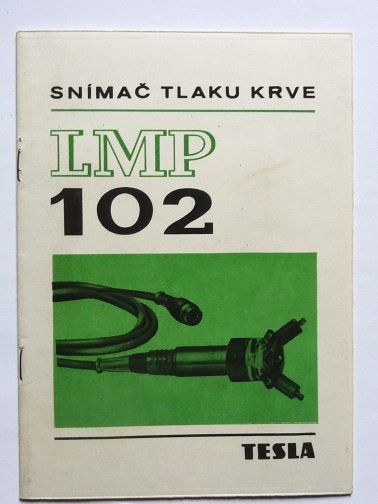 SNÍMAČ TLAKU KRVE
LMP
102
TESLA